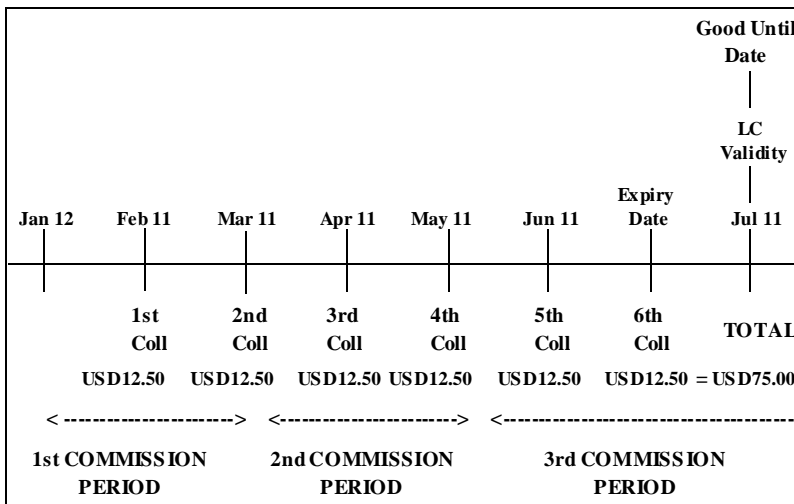 Good Until
Date
LC
Validity
Expiry
Date
Jan 12 Feb 11 Mar 11 Apr 11 May 11 Jun 11 Jul 11
1st 2nd 3rd 4th 5th 6th TOTAL
Coll Coll Coll Coll Coll Coll
USD12.50 USD12.50 USD12.50 USD12.50 USD12.50 USD12.50 = USD75.00
< -------------------------> <-------------------------> <-----------------------------------------
1st COMMISSION 2nd COMMISSION 3rd COMMISSION
PERIOD PERIOD PERIOD